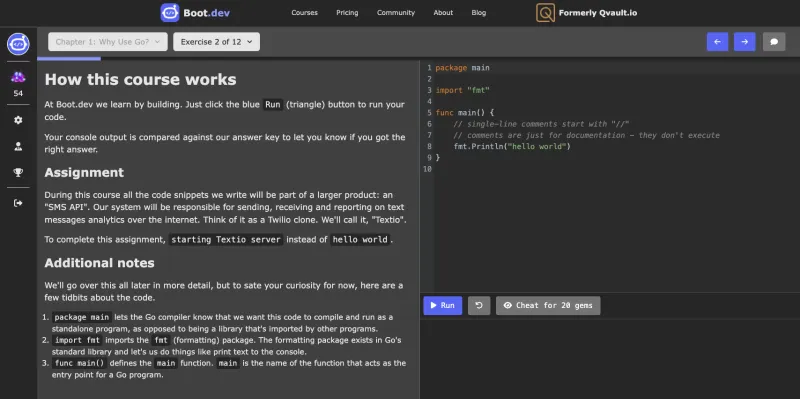 Boot.dev
Courses
Pricing
Community
About
Blog
Formerly Qvault.io
Chapter 1: Why Use Go?
Exercise 2 of 12
54
How this course works
At Boot.dev we learn by building. Just click the blue Run (triangle) button to run your
code.
Your console output is compared against our answer key to let you know if you got the
right answer.
Assignment
During this course all the code snippets we write will be part of a larger product: an
"SMS API". Our system will be responsible for sending, receiving and reporting on text
messages analytics over the internet. Think of it as a Twilio clone. We'll call it, "Textio".
To complete this assignment, starting Textio server instead of hello world.
Additional notes
We'll go over this all later in more detail, but to sate your curiosity for now, here are a
few tidbits about the code.
1. package main lets the Go compiler know that we want this code to compile and run as a
standalone program, as opposed to being a library that's imported by other programs.
2. import fmt imports the fmt (formatting) package. The formatting package exists in Go's
standard library and let's us do things like print text to the console.
3. func main() defines the main function. main is the name of the function that acts as the
entry point for a Go program.
1 package main
2
3 import "fmt"
4
5 func main() {
6 // single-line comments start with "//"
7 // comments are just for documentation - they don't execute
8 fmt.Println("hello world")
9 }
10
Run
Cheat for 20 gems